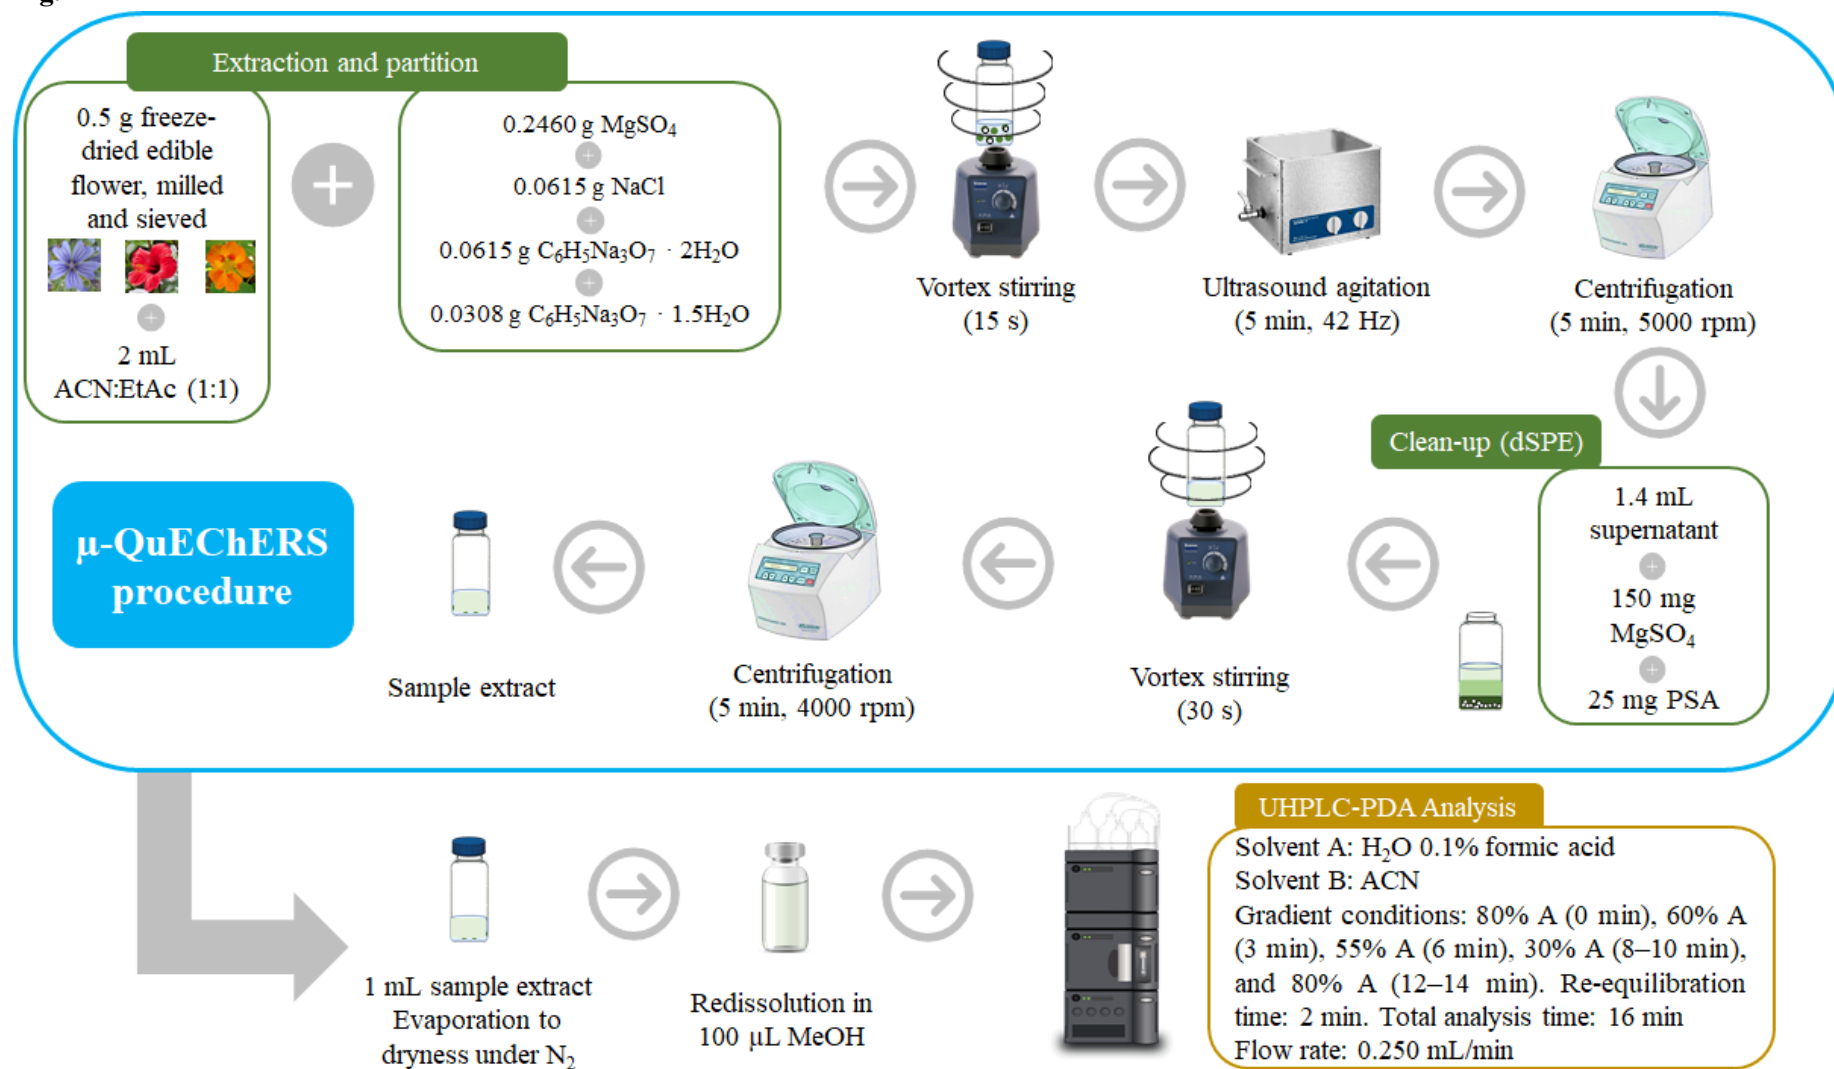 Extraction and partition
0.5 g freeze-
dried edible
flower, milled
and sieved
2 mL
ACN:EtAc (1:1)
0.2460 g MgSO₄
0.0615 g NaCl
0.0615 g C₆H₅Na₃O₇ · 2H₂O
0.0308 g C₆H₅Na₃O₇ · 1.5H₂O
Vortex stirring
(15 s)
Ultrasound agitation
(5 min, 42 Hz)
Centrifugation
(5 min, 5000 rpm)
Clean-up (dSPE)
1.4 mL
supernatant
150 mg
MgSO₄
25 mg PSA
Vortex stirring
(30 s)
Centrifugation
(5 min, 4000 rpm)
Sample extract
µ-QuEChERS
procedure
1 mL sample extract
Evaporation to
dryness under N₂
Redissolution in
100 µL MeOH
UHPLC-PDA Analysis
Solvent A: H₂O 0.1% formic acid
Solvent B: ACN
Gradient conditions: 80% A (0 min), 60% A
(3 min), 55% A (6 min), 30% A (8–10 min),
and 80% A (12–14 min). Re-equilibration
time: 2 min. Total analysis time: 16 min
Flow rate: 0.250 mL/min